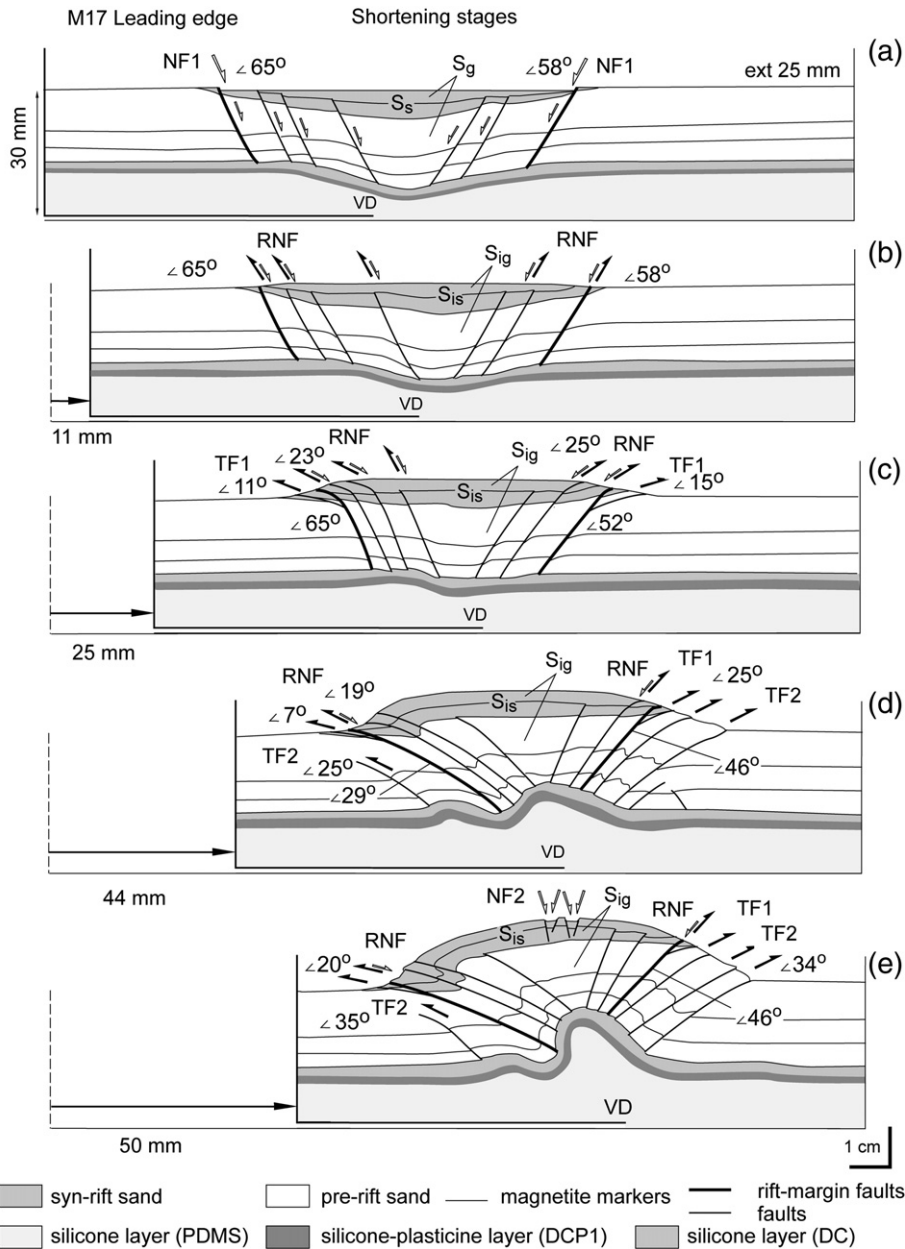 M17 Leading edge Shortening stages
(a)
NF1 ∠65° Sg ∠58° NF1 ext 25 mm
Ss
30 mm
VD
(b)
RNF Sig RNF
∠65° ∠58°
Sis
VD
11 mm
(c)
RNF Sig ∠25° RNF
TF1 ∠23° TF1
∠11° Sis ∠15°
∠65° ∠52°
VD
25 mm
(d)
Sig RNF TF1
RNF ∠19° ∠25°
∠7° Sis TF2
TF2
∠25° ∠46°
∠29°
VD
44 mm
(e)
NF2 Sig RNF TF1
RNF Sis TF2
∠20° ∠34°
TF2
∠35° ∠46°
VD
50 mm
1 cm
syn-rift sand pre-rift sand magnetite markers rift-margin faults
faults
silicone layer (PDMS) silicone-plasticine layer (DCP1) silicone layer (DC)